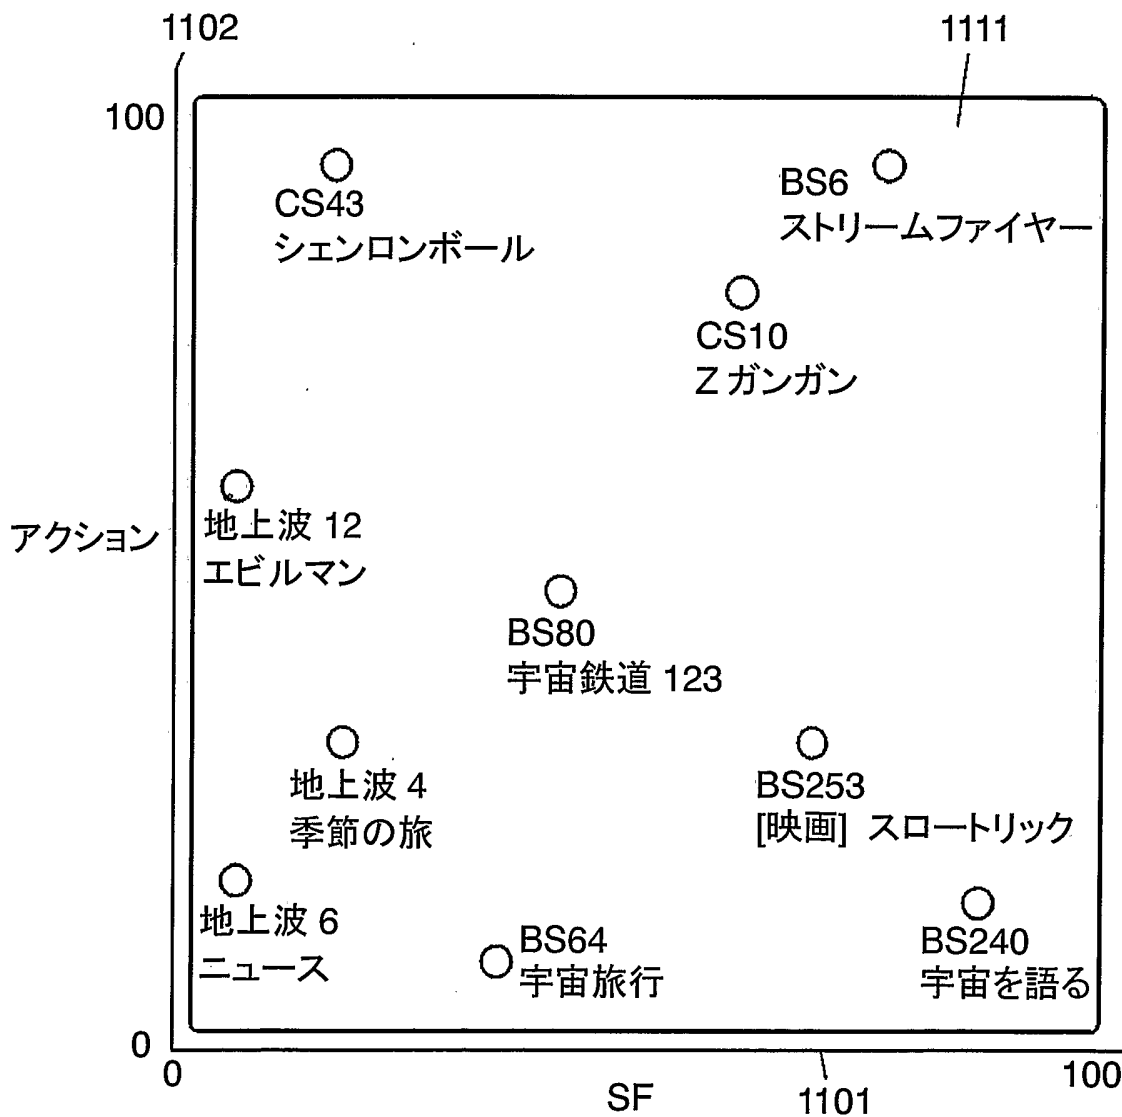 1102
1111
100
CS43
シェンロンボール
BS6
ストリームファイヤー
CS10
Z ガンガン
アクション
地上波 12
エビルマン
BS80
宇宙鉄道 123
地上波 4
季節の旅
BS253
[映画] スロートリック
地上波 6
ニュース
BS64
宇宙旅行
BS240
宇宙を語る
0
0
SF
1101
100